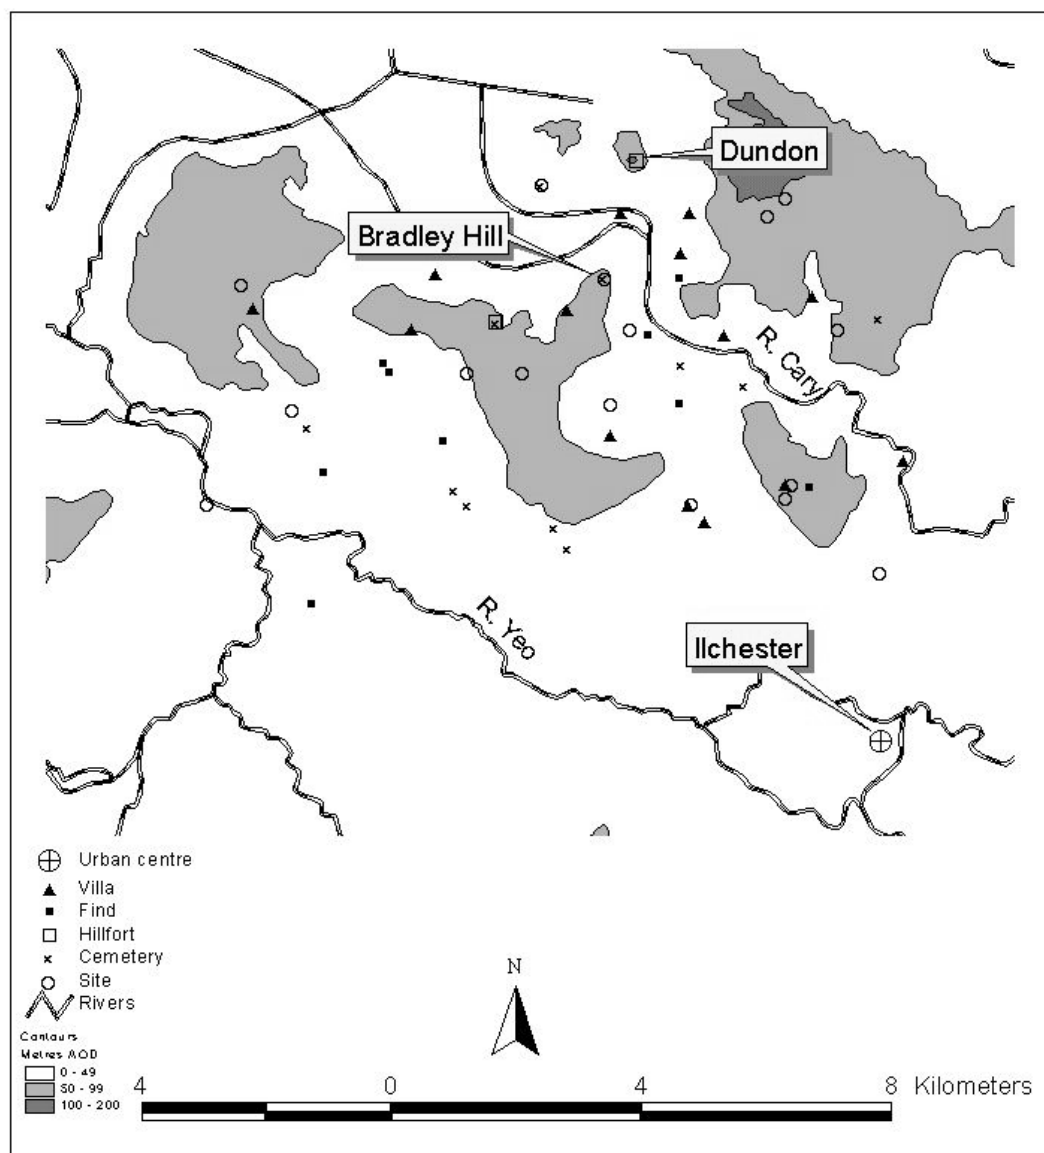 Dundon
Bradley Hill
R. Cary
R. Yeo
Ilchester
Urban centre
Villa
Find
Hillfort
Cemetery
Site
Rivers
N
Contours
Metres AOD
0 - 49
50 - 99
100 - 200
4 0 4 8 Kilometers